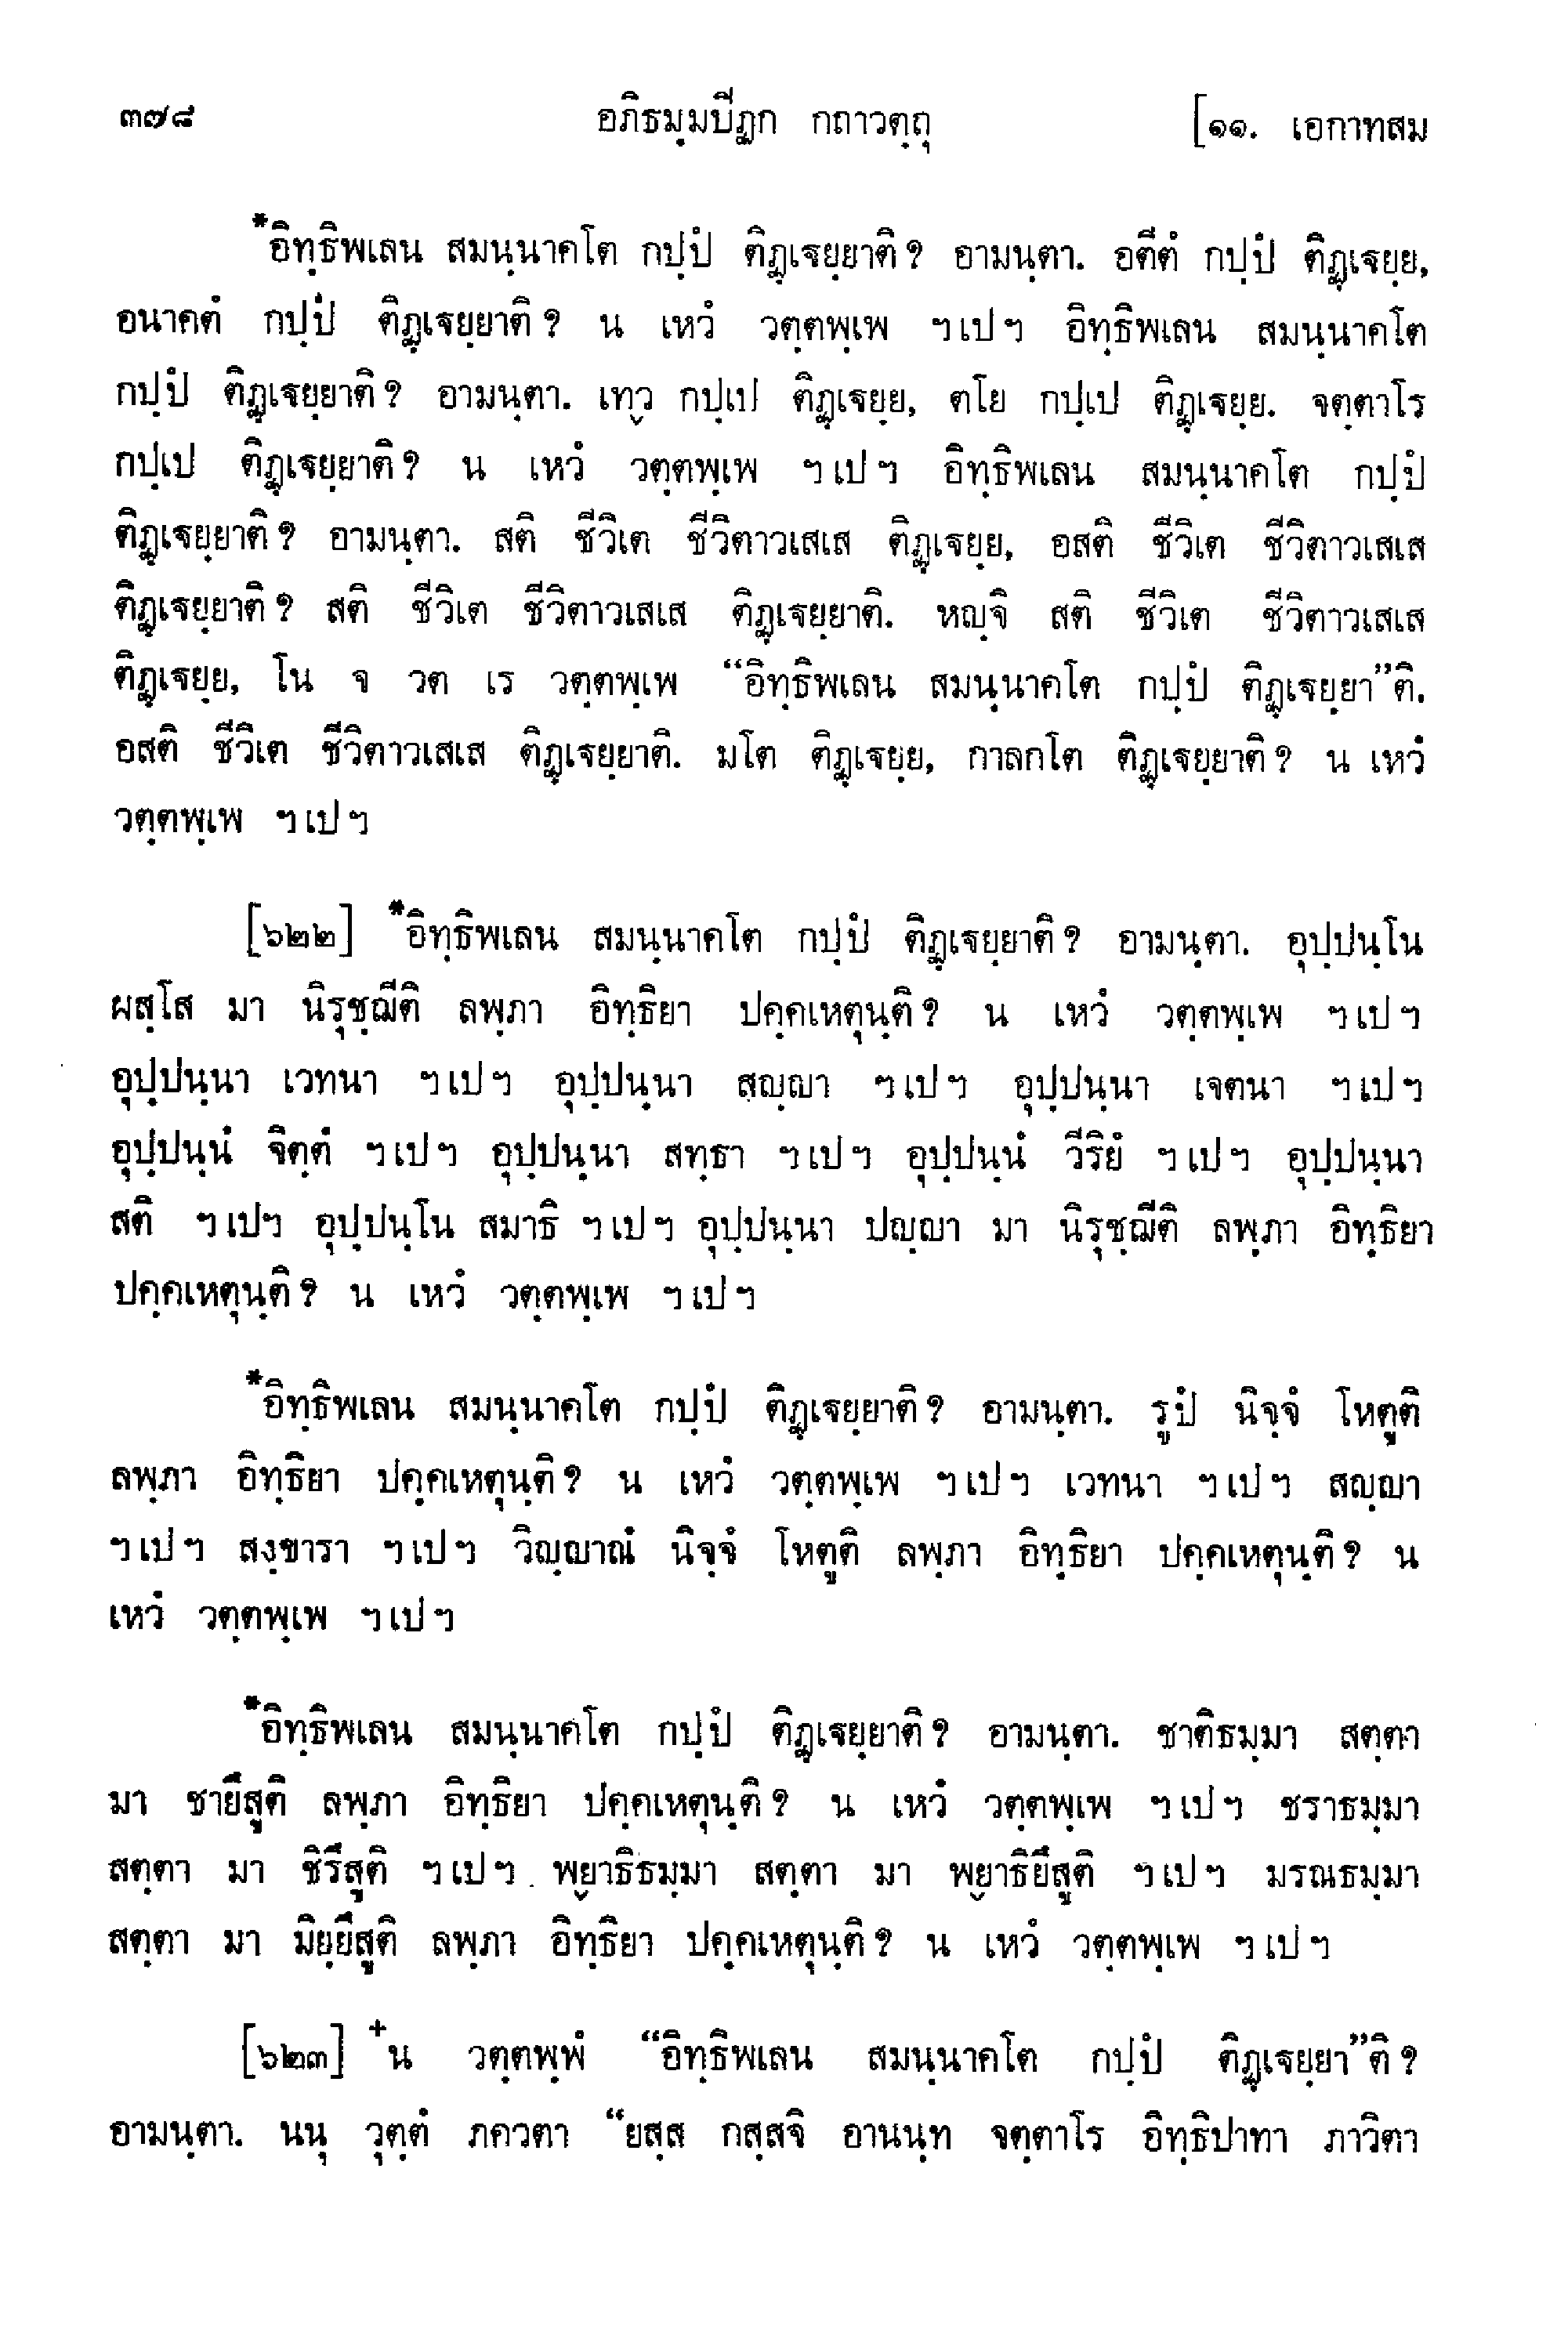 ๓๗๘ อภิธมฺมปีฏก กถาวตฺถุ [๑๑. เอกาทสม
*อิทฺธิพเลน สมนฺนาคโต กปฺปํ ติฏฺเฐยฺยาติ? อามนฺตา. อตีตํ กปฺปํ ติฏฺเฐยฺย,
อนาคตํ กปฺปํ ติฏฺเฐยฺยาติ? น เหวํ วตฺตพฺเพ ฯเปฯ อิทฺธิพเลน สมนฺนาคโต
กปฺปํ ติฏฺเฐยฺยาติ? อามนฺตา. เทฺว กปฺเป ติฏฺเฐยฺย, ตโย กปฺเป ติฏฺเฐยฺย. จตฺตาโร
กปฺเป ติฏฺเฐยฺยาติ? น เหวํ วตฺตพฺเพ ฯเปฯ อิทฺธิพเลน สมนฺนาคโต กปฺปํ
ติฏฺเฐยฺยาติ? อามนฺตา. สติ ชีวิเต ชีวิตาวเสเส ติฏฺเฐยฺย, อสติ ชีวิเต ชีวิตาวเสเส
ติฏฺเฐยฺยาติ? สติ ชีวิเต ชีวิตาวเสเส ติฏฺเฐยฺยาติ. หญฺจิ สติ ชีวิเต ชีวิตาวเสเส
ติฏฺเฐยฺย, โน จ วต เร วตฺตพฺเพ “อิทฺธิพเลน สมนฺนาคโต กปฺปํ ติฏฺเฐยฺยา”ติ.
อสติ ชีวิเต ชีวิตาวเสเส ติฏฺเฐยฺยาติ. มโต ติฏฺเฐยฺย, กาลกโต ติฏฺเฐยฺยาติ? น เหวํ
วตฺตพฺเพ ฯเปฯ
[๖๒๒] *อิทฺธิพเลน สมนฺนาคโต กปฺปํ ติฏฺเฐยฺยาติ? อามนฺตา. อุปฺปนฺโน
ผสฺโส มา นิรุชฺฌีติ ลพฺภา อิทฺธิยา ปคฺคเหตุนฺติ? น เหวํ วตฺตพฺเพ ฯเปฯ
อุปฺปนฺนา เวทนา ฯเปฯ อุปฺปนฺนา สญฺญา ฯเปฯ อุปฺปนฺนา เจตนา ฯเปฯ
อุปฺปนฺนํ จิตฺตํ ฯเปฯ อุปฺปนฺนา สทฺธา ฯเปฯ อุปฺปนฺนํ วีริยํ ฯเปฯ อุปฺปนฺนา
สติ ฯเปฯ อุปฺปนฺโน สมาธิ ฯเปฯ อุปฺปนฺนา ปญฺญา มา นิรุชฺฌีติ ลพฺภา อิทฺธิยา
ปคฺคเหตุนฺติ? น เหวํ วตฺตพฺเพ ฯเปฯ
*อิทฺธิพเลน สมนฺนาคโต กปฺปํ ติฏฺเฐยฺยาติ? อามนฺตา. รูปํ นิจฺจํ โหตูติ
ลพฺภา อิทฺธิยา ปคฺคเหตุนฺติ? น เหวํ วตฺตพฺเพ ฯเปฯ เวทนา ฯเปฯ สญฺญา
ฯเปฯ สงฺขารา ฯเปฯ วิญฺญาณํ นิจฺจํ โหตูติ ลพฺภา อิทฺธิยา ปคฺคเหตุนฺติ? น
เหวํ วตฺตพฺเพ ฯเปฯ
*อิทฺธิพเลน สมนฺนาคโต กปฺปํ ติฏฺเฐยฺยาติ? อามนฺตา. ชาติธมฺมา สตฺตา
มา ชายึสูติ ลพฺภา อิทฺธิยา ปคฺคเหตุนฺติ? น เหวํ วตฺตพฺเพ ฯเปฯ ชราธมฺมา
สตฺตา มา ชิรึสูติ ฯเปฯ พฺยาธิธมฺมา สตฺตา มา พฺยาธิยึสูติ ฯเปฯ มรณธมฺมา
สตฺตา มา มิยฺยึสูติ ลพฺภา อิทฺธิยา ปคฺคเหตุนฺติ? น เหวํ วตฺตพฺเพ ฯเปฯ
[๖๒๓] +น วตฺตพฺพํ “อิทฺธิพเลน สมนฺนาคโต กปฺปํ ติฏฺเฐยฺยา”ติ?
อามนฺตา. นนุ วุตฺตํ ภควตา “ยสฺส กสฺสจิ อานนฺท จตฺตาโร อิทฺธิปาทา ภาวิตา